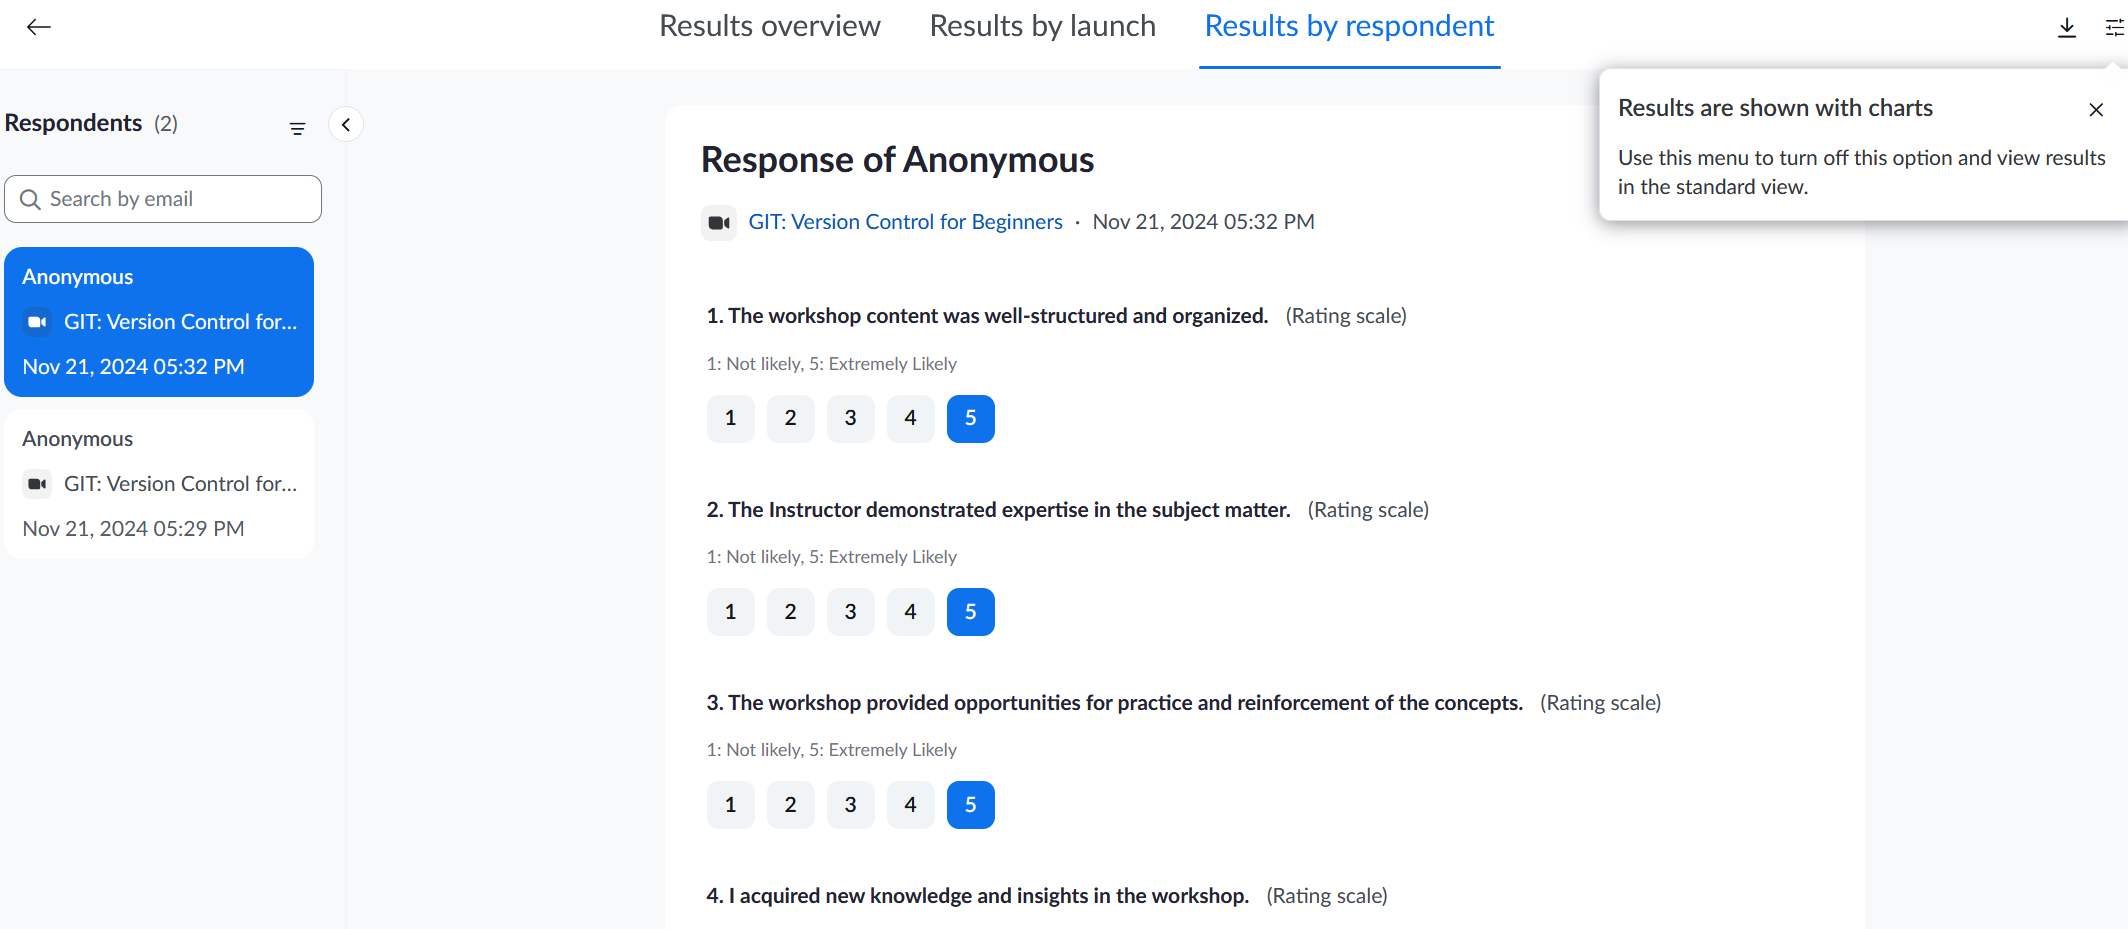 Results overview Results by launch Results by respondent
Respondents (2)
Search by email
Anonymous
GIT: Version Control for...
Nov 21, 2024 05:32 PM
Anonymous
GIT: Version Control for...
Nov 21, 2024 05:29 PM
Results are shown with charts
Use this menu to turn off this option and view results
in the standard view.
Response of Anonymous
GIT: Version Control for Beginners · Nov 21, 2024 05:32 PM
1. The workshop content was well-structured and organized. (Rating scale)
1: Not likely, 5: Extremely Likely
1 2 3 4 5
2. The Instructor demonstrated expertise in the subject matter. (Rating scale)
1: Not likely, 5: Extremely Likely
1 2 3 4 5
3. The workshop provided opportunities for practice and reinforcement of the concepts. (Rating scale)
1: Not likely, 5: Extremely Likely
1 2 3 4 5
4. I acquired new knowledge and insights in the workshop. (Rating scale)